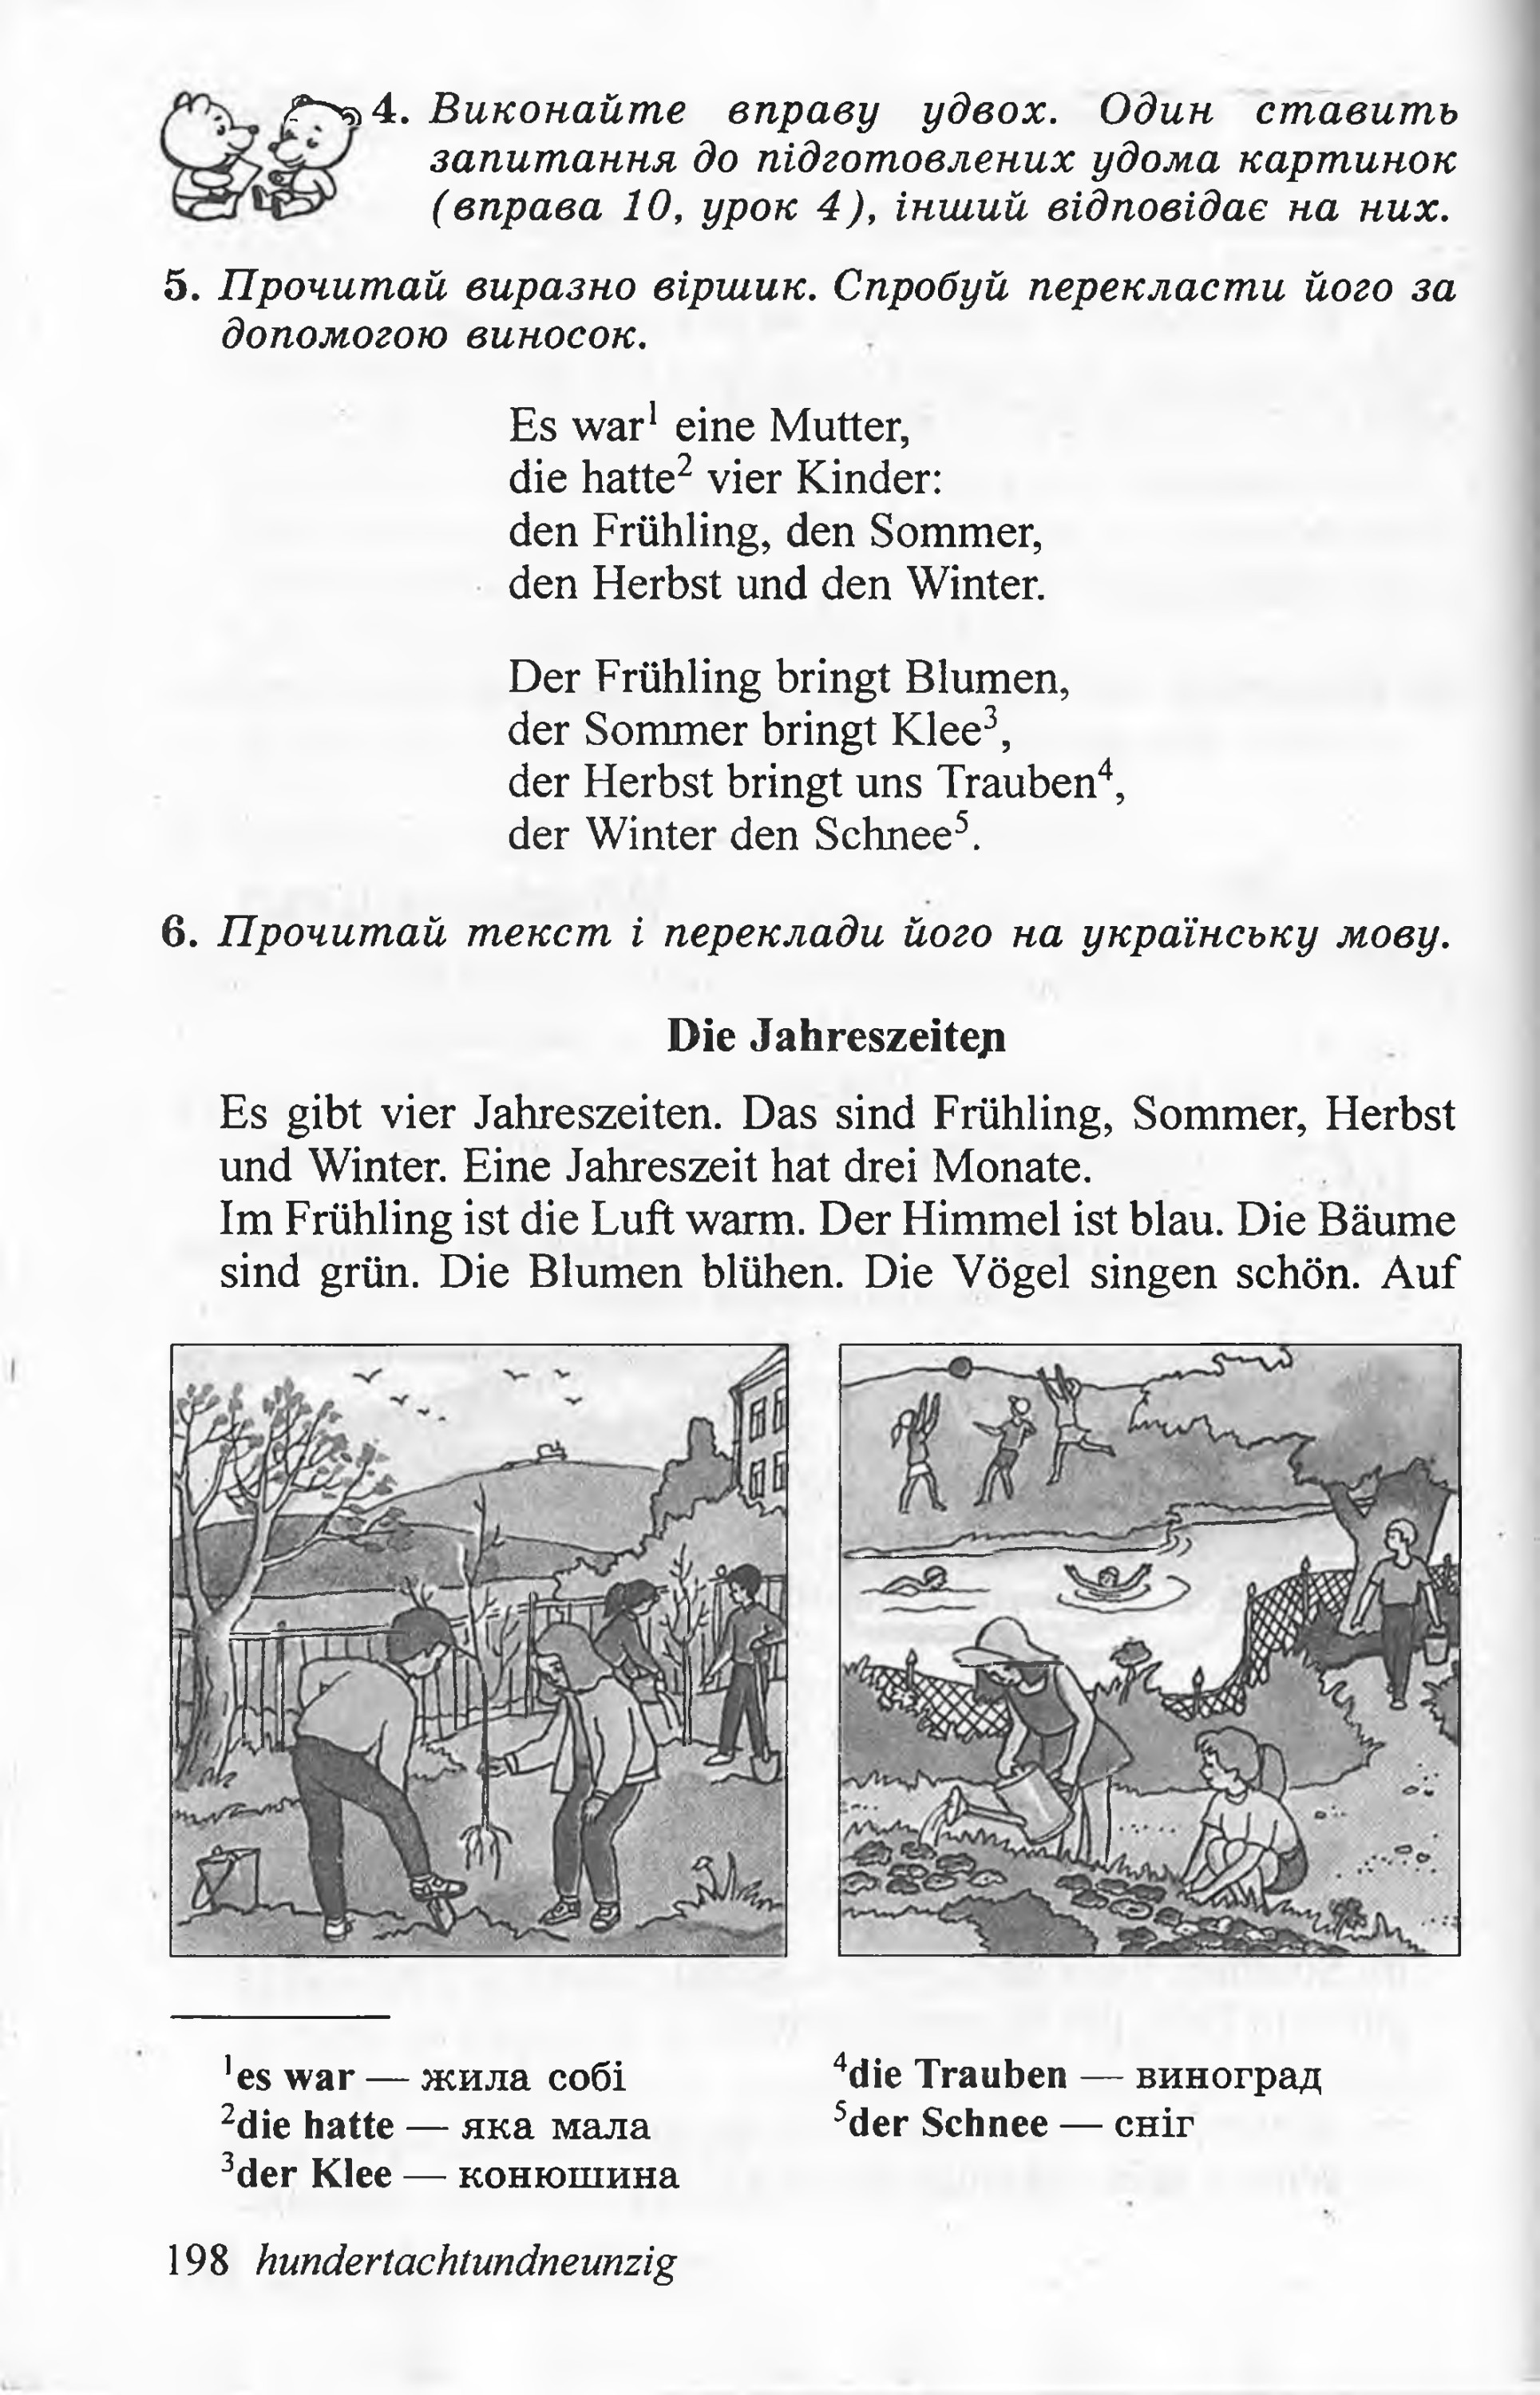 4. Виконайте вправу удвох. Один ставить
запитання до підготовлених удома картинок
(вправа 10, урок 4), інший відповідає на них.
5. Прочитай виразно віршик. Спробуй перекласти його за
допомогою виносок.
Es war¹ eine Mutter,
die hatte² vier Kinder:
den Frühling, den Sommer,
den Herbst und den Winter.
Der Frühling bringt Blumen,
der Sommer bringt Klee³,
der Herbst bringt uns Trauben⁴,
der Winter den Schnee⁵.
6. Прочитай текст і переклади його на українську мову.
Die Jahreszeiten
Es gibt vier Jahreszeiten. Das sind Frühling, Sommer, Herbst
und Winter. Eine Jahreszeit hat drei Monate.
Im Frühling ist die Luft warm. Der Himmel ist blau. Die Bäume
sind grün. Die Blumen blühen. Die Vögel singen schön. Auf
¹es war — жила собі
²die hatte — яка мала
³der Klee — конюшина
⁴die Trauben — виноград
⁵der Schnee — сніг
198 hundertachtundneunzig